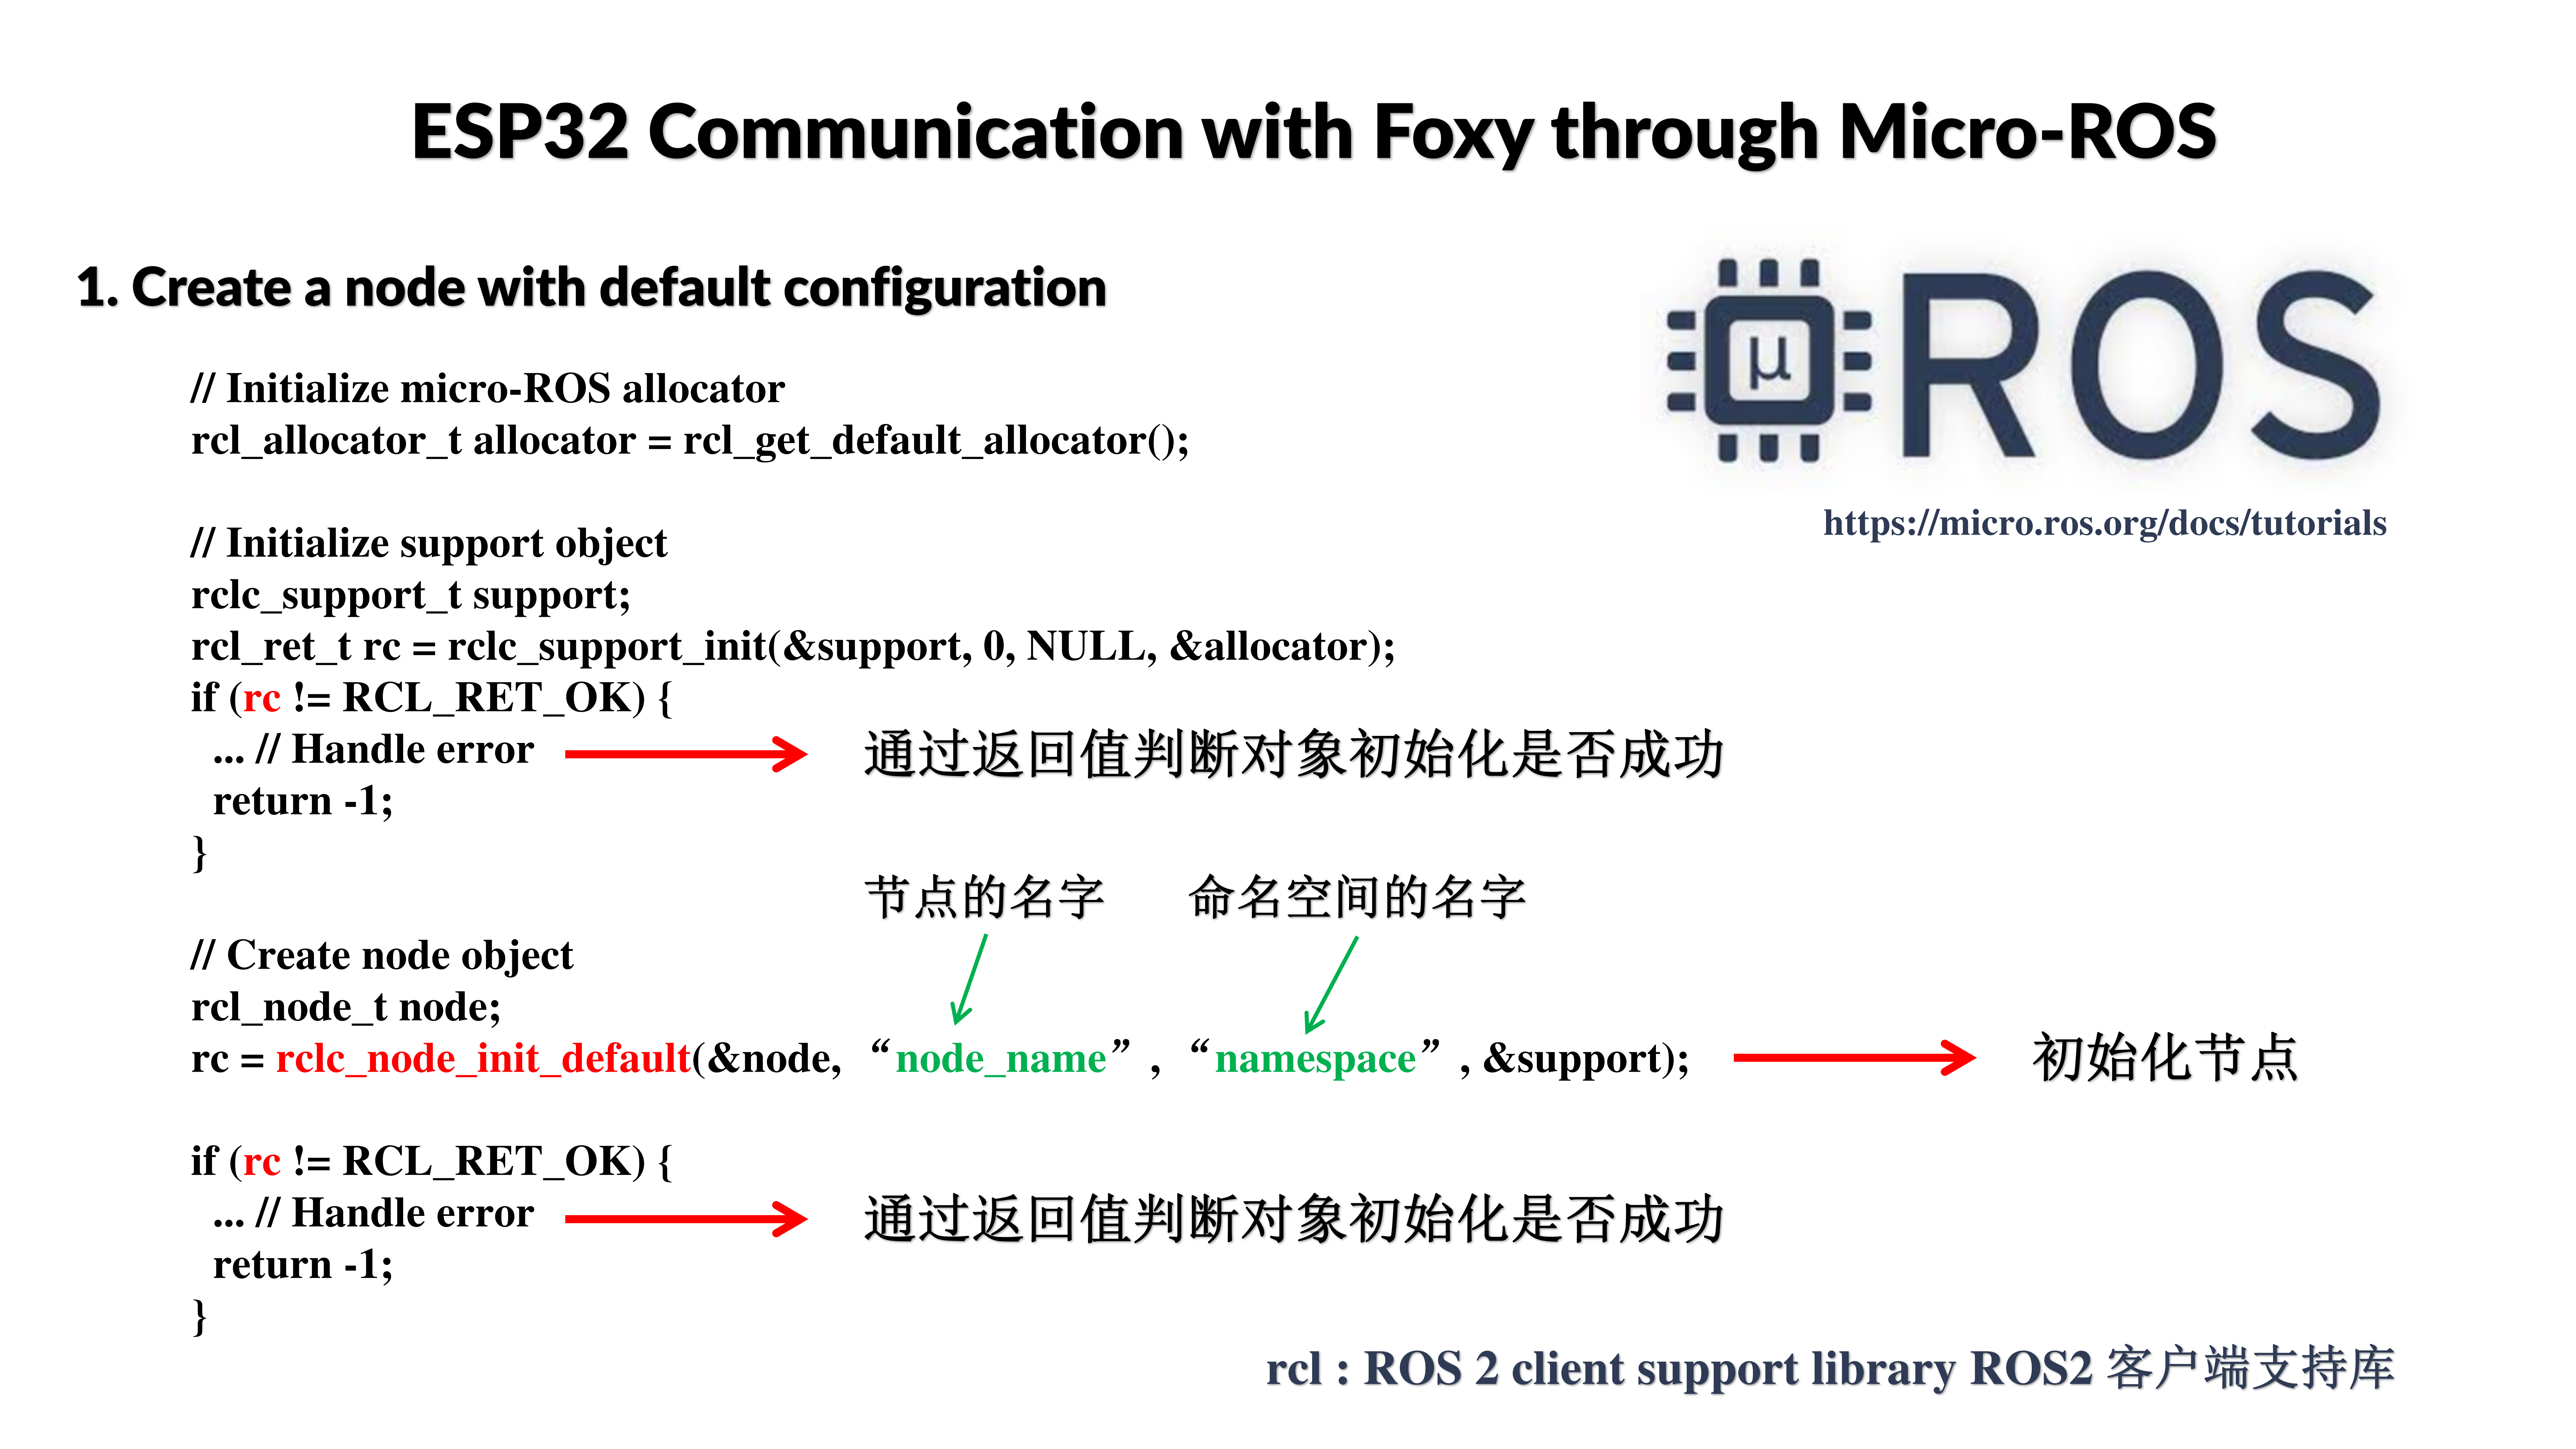 ESP32 Communication with Foxy through Micro-ROS
1. Create a node with default configuration
µ ROS
https://micro.ros.org/docs/tutorials
// Initialize micro-ROS allocator
rcl_allocator_t allocator = rcl_get_default_allocator();
// Initialize support object
rclc_support_t support;
rcl_ret_t rc = rclc_support_init(&support, 0, NULL, &allocator);
if (rc != RCL_RET_OK) {
... // Handle error 通过返回值判断对象初始化是否成功
return -1;
}
节点的名字 命名空间的名字
// Create node object
rcl_node_t node;
rc = rclc_node_init_default(&node, “node_name”, “namespace”, &support); 初始化节点
if (rc != RCL_RET_OK) {
... // Handle error 通过返回值判断对象初始化是否成功
return -1;
}
rcl : ROS 2 client support library ROS2 客户端支持库